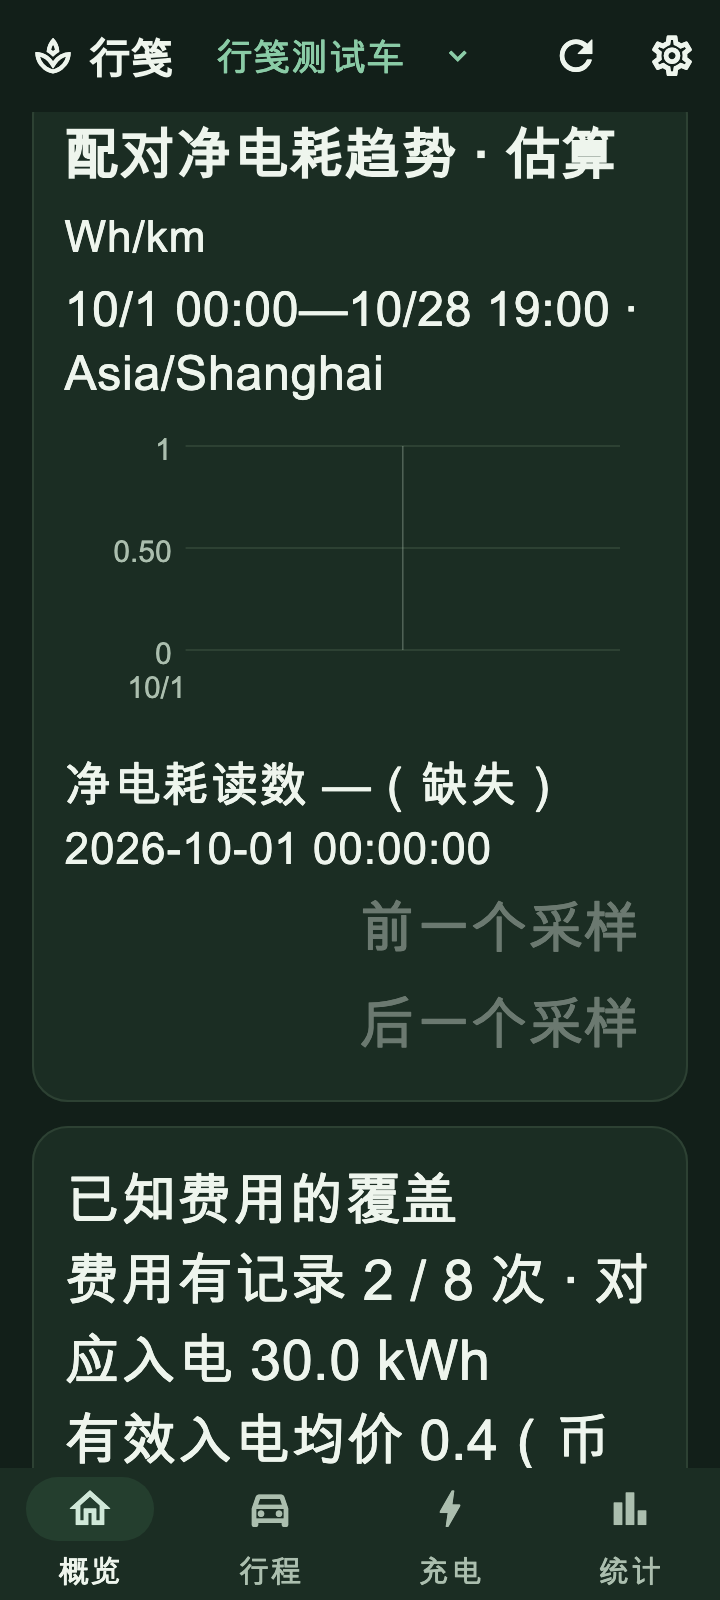 行笺 行笺测试车
配对净电耗趋势 · 估算
Wh/km
10/1 00:00—10/28 19:00 ·
Asia/Shanghai
1
0.50
0
10/1
净电耗读数 —( 缺失 )
2026-10-01 00:00:00
前一个采样
后一个采样
已知费用的覆盖
费用有记录 2 / 8 次 · 对
应入电 30.0 kWh
有效入电均价 0.4 ( 币
概览 行程 充电 统计